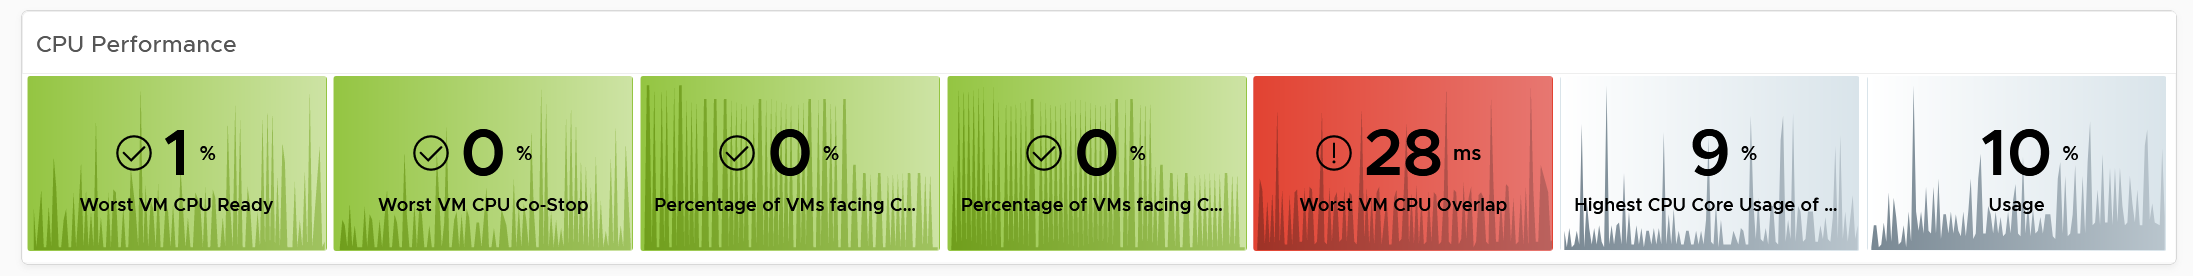 CPU Performance
1 %
Worst VM CPU Ready
0 %
Worst VM CPU Co-Stop
0 %
Percentage of VMs facing C...
0 %
Percentage of VMs facing C...
28 ms
Worst VM CPU Overlap
9 %
Highest CPU Core Usage of ...
10 %
Usage